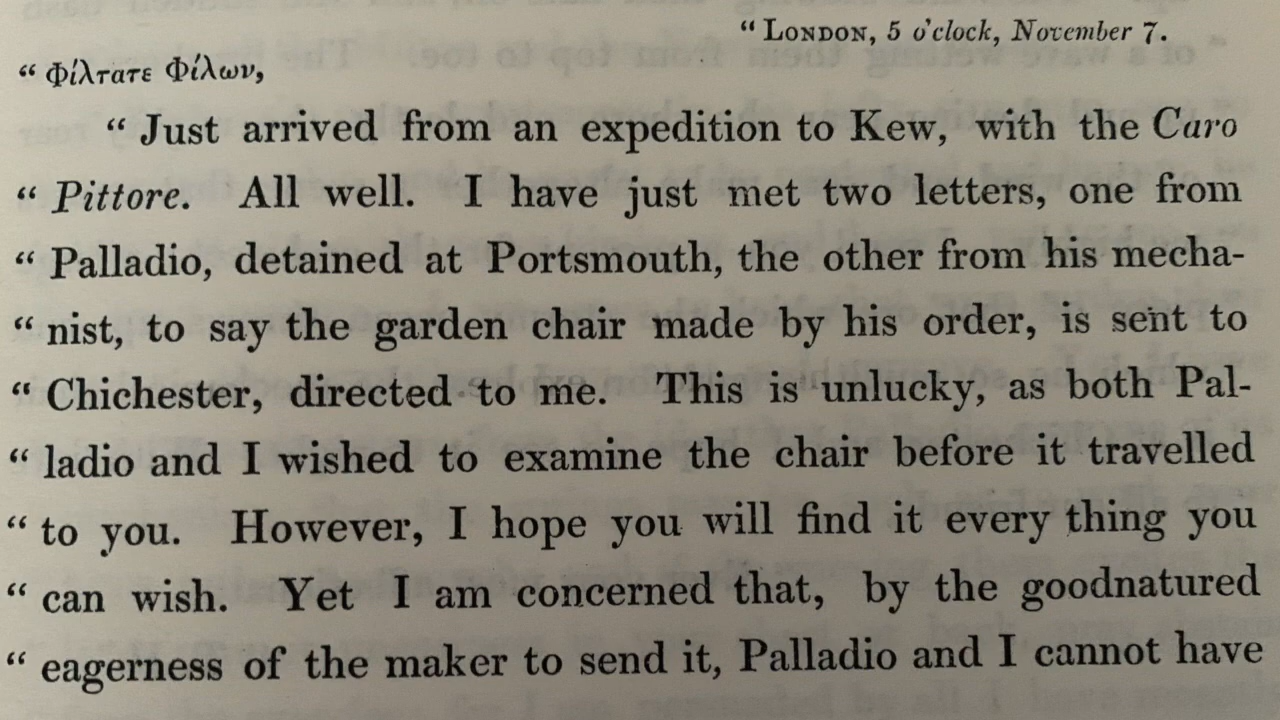 “ LONDON, 5 o'clock, November 7.
“ Φίλτατε Φίλων,
“ Just arrived from an expedition to Kew, with the Caro
“ Pittore. All well. I have just met two letters, one from
“ Palladio, detained at Portsmouth, the other from his mecha-
“ nist, to say the garden chair made by his order, is sent to
“ Chichester, directed to me. This is unlucky, as both Pal-
“ ladio and I wished to examine the chair before it travelled
“ to you. However, I hope you will find it every thing you
“ can wish. Yet I am concerned that, by the goodnatured
“ eagerness of the maker to send it, Palladio and I cannot have